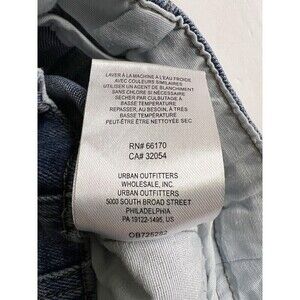 LAVER À LA MACHINE À L'EAU FROIDE
AVEC COULEURS SIMILAIRES
UTILISER UN AGENT DE BLANCHIMENT
SANS CHLORE SI NÉCESSAIRE
SÉCHER PAR CULBUTAGE À
BASSE TEMPÉRATURE
REPASSER, AU BESOIN, À TRÈS
BASSE TEMPÉRATURE
PEUT-ÊTRE ÊTRE NETTOYÉE SEC
RN# 66170
CA# 32054
URBAN OUTFITTERS
WHOLESALE, INC.
5000 SOUTH BROAD STREET
PHILADELPHIA
PA 19112-1495, US